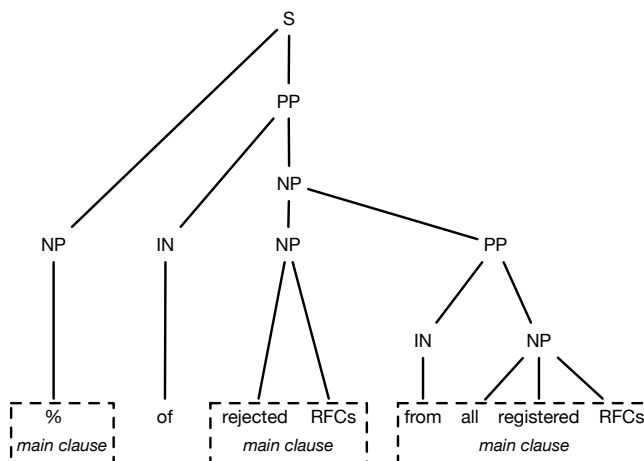 S
PP
NP
NP IN NP PP
IN NP
% of rejected RFCs from all registered RFCs
main clause main clause main clause